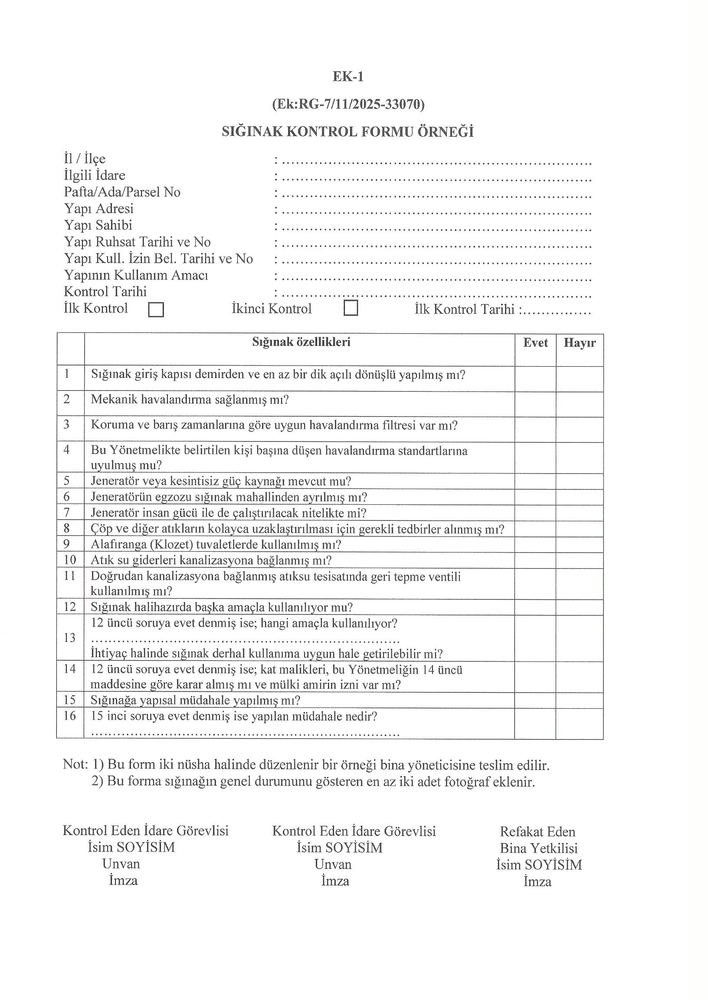 EK-1
(Ek:RG-7/11/2025-33070)
SIĞINAK KONTROL FORMU ÖRNEĞİ
İl / İlçe : ........................................................................
İlgili İdare : ........................................................................
Pafta/Ada/Parsel No : ........................................................................
Yapı Adresi : ........................................................................
Yapı Sahibi : ........................................................................
Yapı Ruhsat Tarihi ve No : ........................................................................
Yapı Kull. İzin Bel. Tarihi ve No : ........................................................................
Yapının Kullanım Amacı : ........................................................................
Kontrol Tarihi : ........................................................................
İlk Kontrol ☐ İkinci Kontrol ☐ İlk Kontrol Tarihi :...............
Sığınak özellikleri Evet Hayır
1 Sığınak giriş kapısı demirden ve en az bir dik açılı dönüşlü yapılmış mı?
2 Mekanik havalandırma sağlanmış mı?
3 Koruma ve barış zamanlarına göre uygun havalandırma filtresi var mı?
4 Bu Yönetmelikte belirtilen kişi başına düşen havalandırma standartlarına
uyulmuş mu?
5 Jeneratör veya kesintisiz güç kaynağı mevcut mu?
6 Jeneratörün egzozu sığınak mahallinden ayrılmış mı?
7 Jeneratör insan gücü ile de çalıştırılacak nitelikte mi?
8 Çöp ve diğer atıkların kolayca uzaklaştırılması için gerekli tedbirler alınmış mı?
9 Alafıranga (Klozet) tuvaletlerde kullanılmış mı?
10 Atık su giderleri kanalizasyona bağlanmış mı?
11 Doğrudan kanalizasyona bağlanmış atıksu tesisatında geri tepme ventili
kullanılmış mı?
12 Sığınak halihazırda başka amaçla kullanılıyor mu?
12 üncü soruya evet denmiş ise; hangi amaçla kullanılıyor?
13 ......................................................................
İhtiyaç halinde sığınak derhal kullanıma uygun hale getirilebilir mi?
14 12 üncü soruya evet denmiş ise; kat malikleri, bu Yönetmeliğin 14 üncü
maddesine göre karar almış mı ve mülki amirin izni var mı?
15 Sığınağa yapısal müdahale yapılmış mı?
16 15 inci soruya evet denmiş ise yapılan müdahale nedir?
......................................................................
Not: 1) Bu form iki nüsha halinde düzenlenir bir örneği bina yöneticisine teslim edilir.
2) Bu forma sığınağın genel durumunu gösteren en az iki adet fotoğraf eklenir.
Kontrol Eden İdare Görevlisi Kontrol Eden İdare Görevlisi Refakat Eden
İsim SOYİSİM İsim SOYİSİM Bina Yetkilisi
Unvan Unvan İsim SOYİSİM
İmza İmza İmza